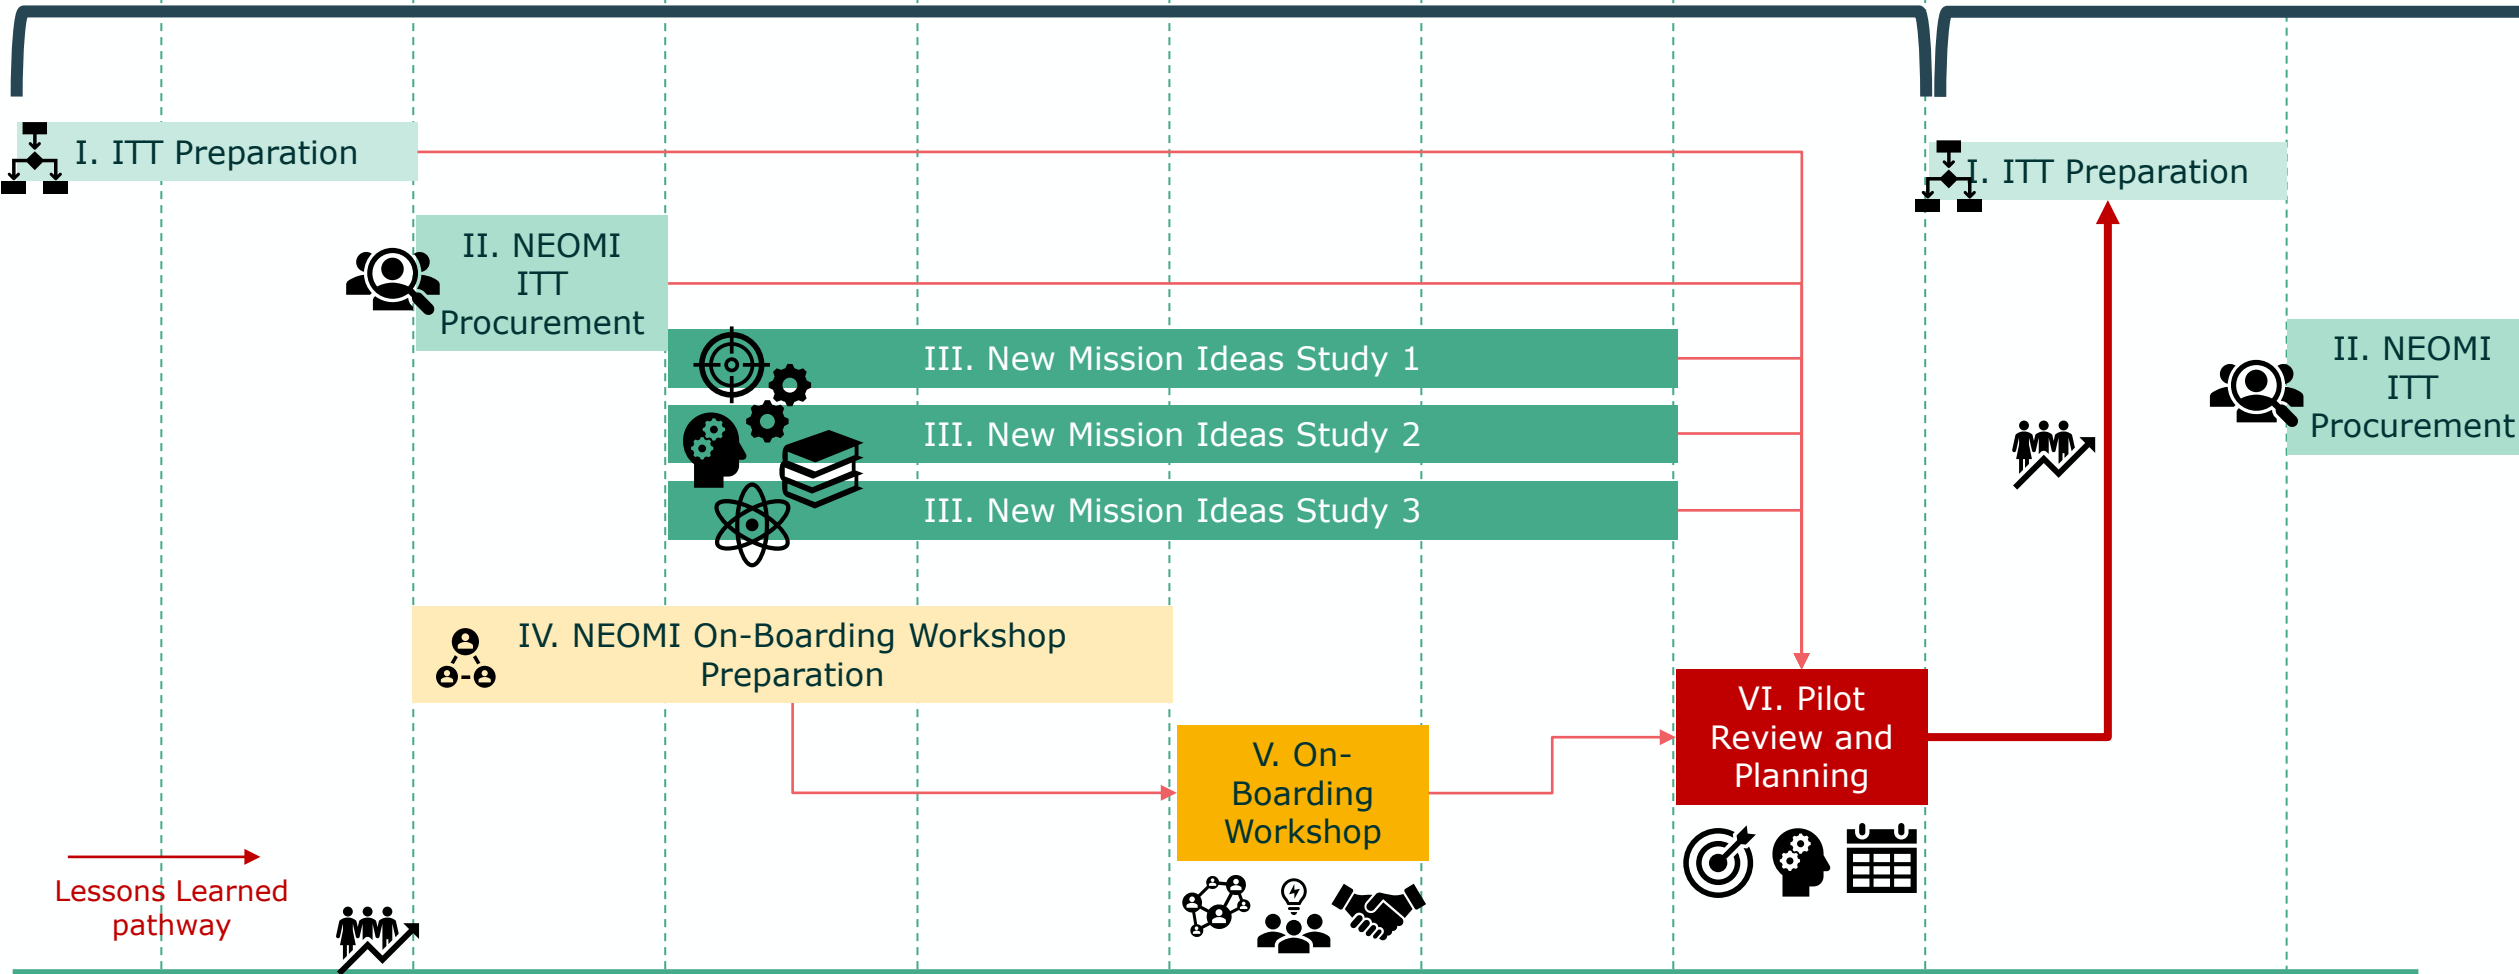 I. ITT Preparation
I. ITT Preparation
II. NEOMI
ITT
Procurement
II. NEOMI
ITT
Procurement
III. New Mission Ideas Study 1
III. New Mission Ideas Study 2
III. New Mission Ideas Study 3
IV. NEOMI On-Boarding Workshop
Preparation
V. On-
Boarding
Workshop
VI. Pilot
Review and
Planning
Lessons Learned
pathway